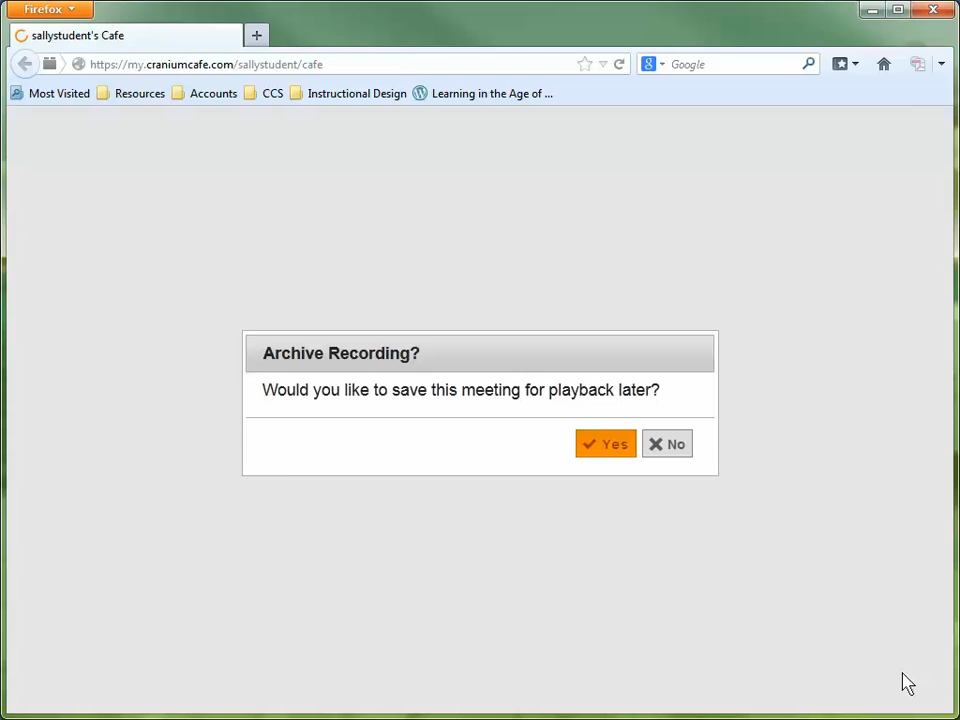 Firefox
sallystudent's Cafe
https://my.craniumcafe.com/sallystudent/cafe
Google
Most Visited Resources Accounts CCS Instructional Design Learning in the Age of ...
Archive Recording?
Would you like to save this meeting for playback later?
Yes No